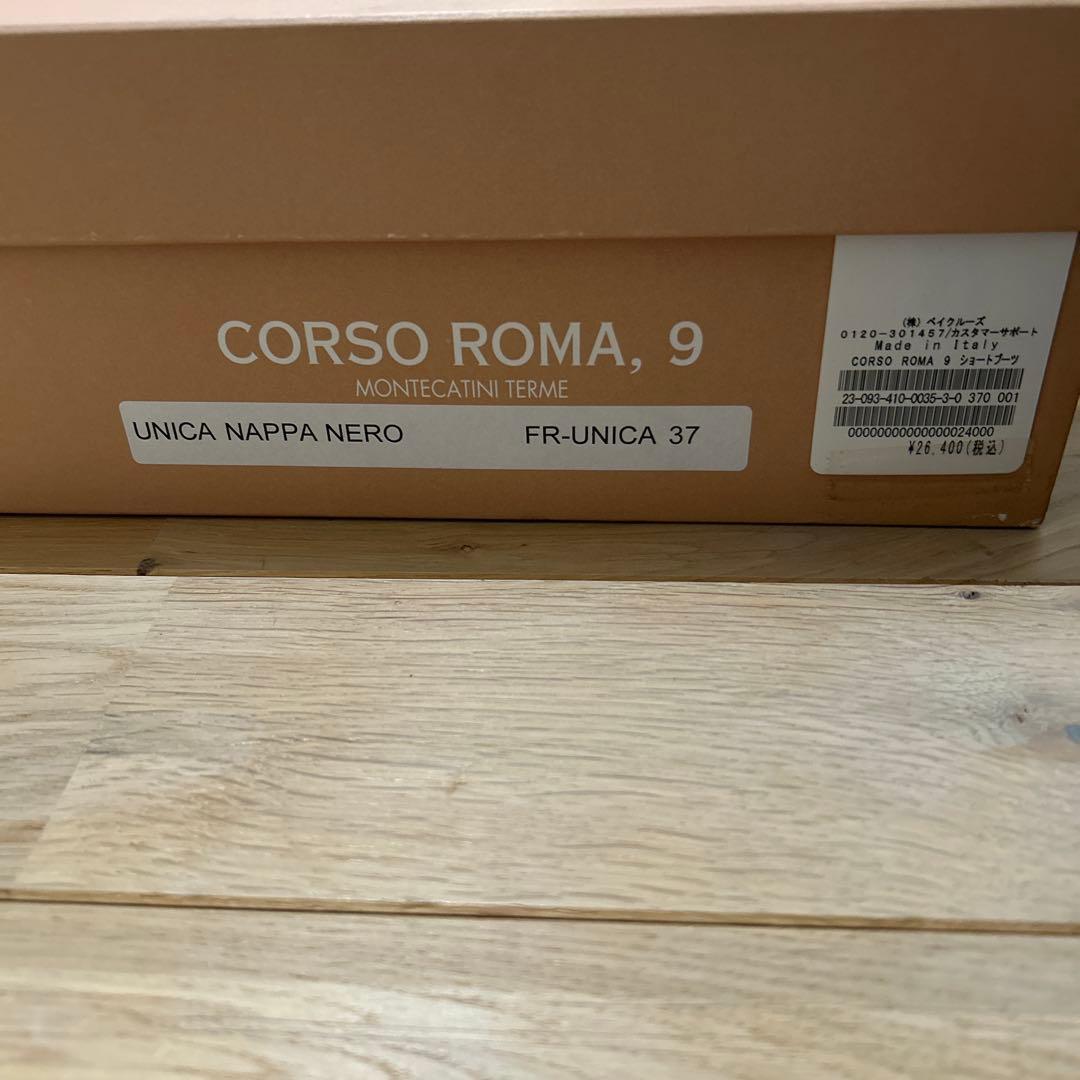 CORSO ROMA, 9
MONTECATINI TERME
UNICA NAPPA NERO FR-UNICA 37
(株) ベイクルーズ
0120-301457/カスタマーサポート
Made in Italy
CORSO ROMA 9 ショートブーツ
23-093-410-0035-3-0 370 001
0000000000000024000
¥26,400(税込)